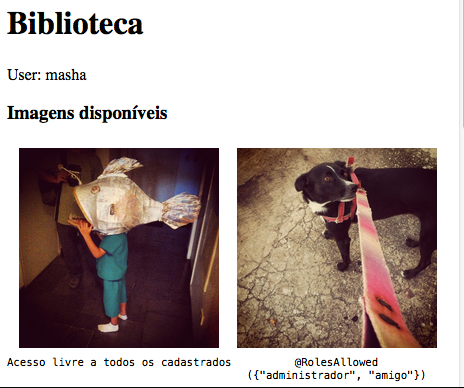 Biblioteca
User: masha
Imagens disponíveis
Acesso livre a todos os cadastrados
@RolesAllowed
({"administrador", "amigo"})